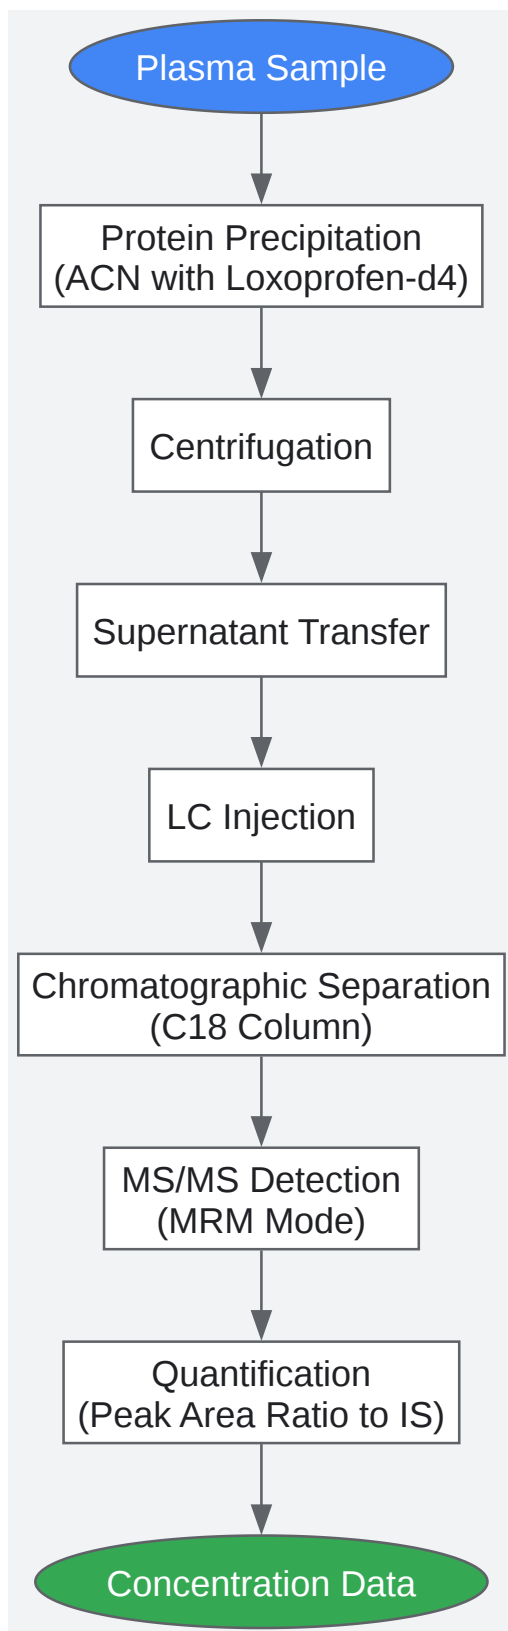 Plasma Sample
Protein Precipitation
(ACN with Loxoprofen-d4)
Centrifugation
Supernatant Transfer
LC Injection
Chromatographic Separation
(C18 Column)
MS/MS Detection
(MRM Mode)
Quantification
(Peak Area Ratio to IS)
Concentration Data